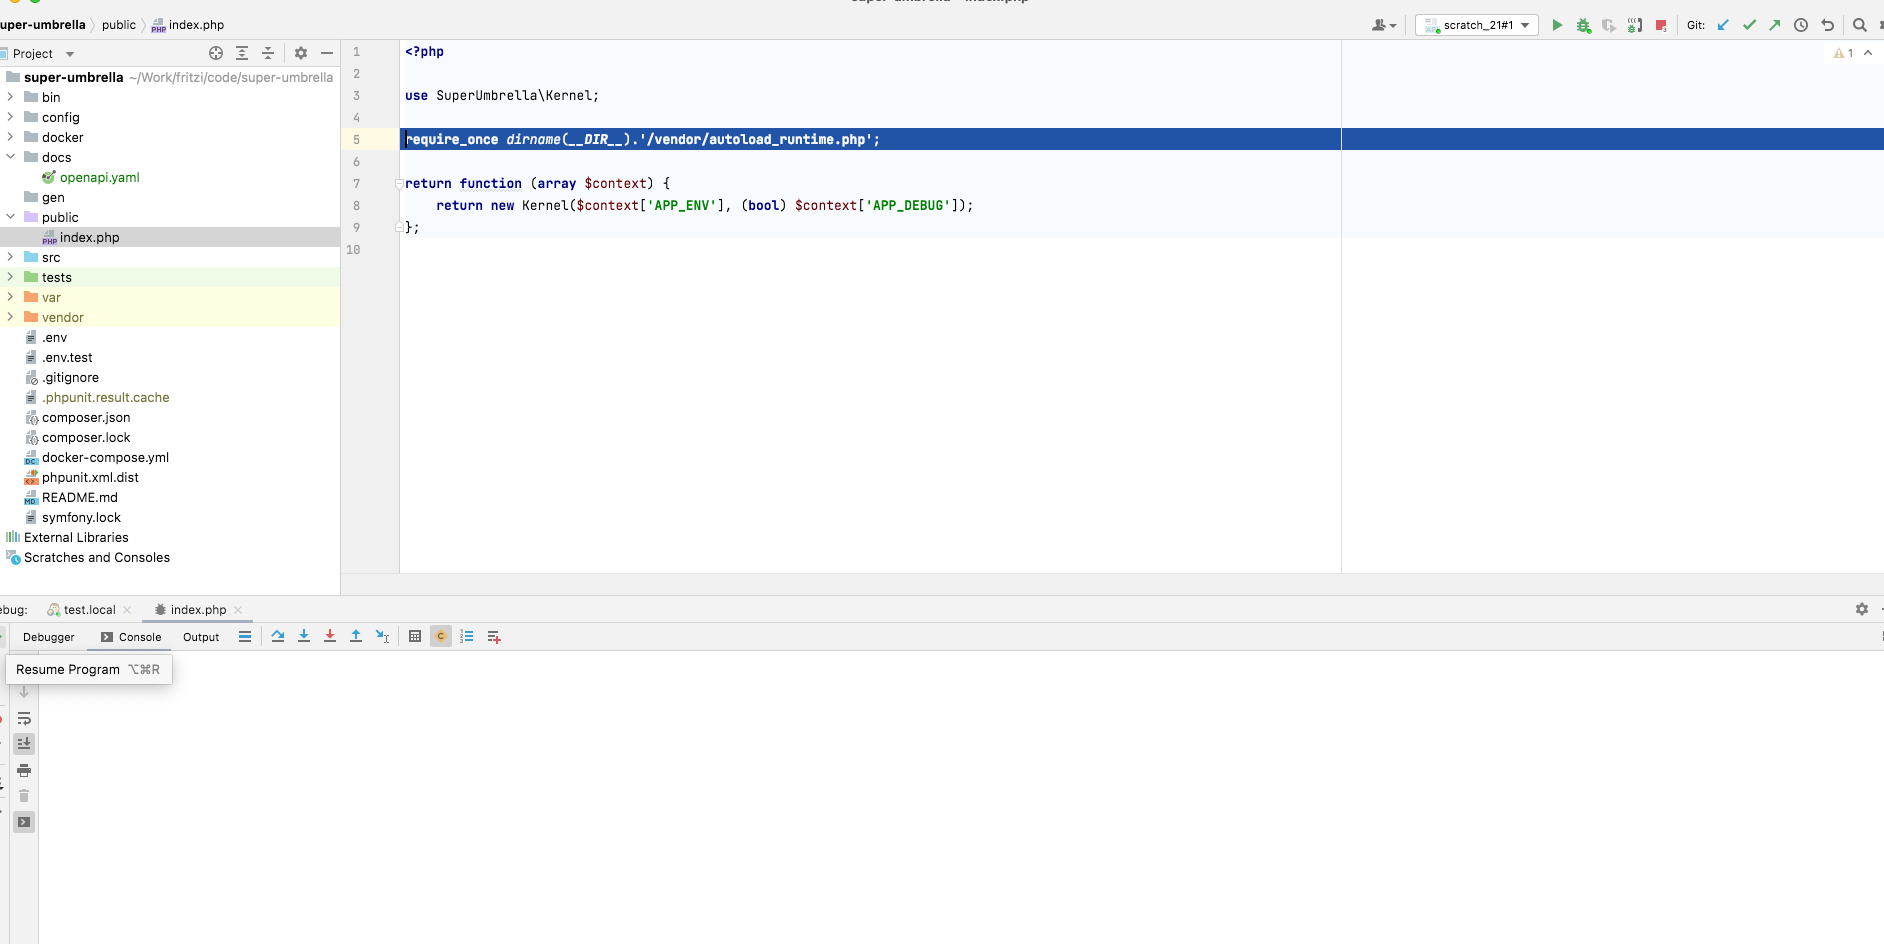 uper-umbrella public index.php
scratch_21#1 Git:
Project
super-umbrella ~/Work/fritzi/code/super-umbrella
bin
config
docker
docs
openapi.yaml
gen
public
index.php
src
tests
var
vendor
.env
.env.test
.gitignore
.phpunit.result.cache
composer.json
composer.lock
docker-compose.yml
phpunit.xml.dist
README.md
symfony.lock
External Libraries
Scratches and Consoles
1 <?php
2
3 use SuperUmbrella\Kernel;
4
5 require_once dirname(__DIR__).'/vendor/autoload_runtime.php';
6
7 return function (array $context) {
8 return new Kernel($context['APP_ENV'], (bool) $context['APP_DEBUG']);
9 };
10
1
ebug: test.local index.php
Debugger Console Output
Resume Program ⌥⌘R